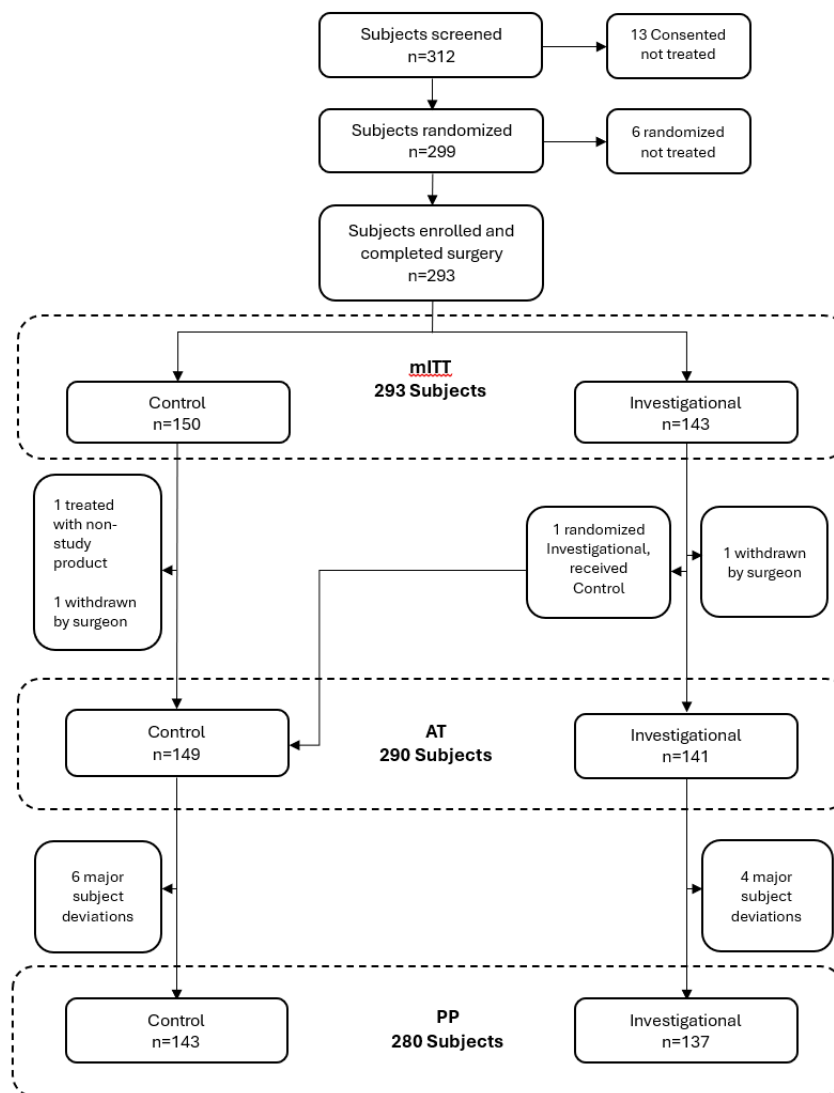 Subjects screened
n=312
13 Consented
not treated
Subjects randomized
n=299
6 randomized
not treated
Subjects enrolled and
completed surgery
n=293
mITT
293 Subjects
Control
n=150
Investigational
n=143
1 treated
with non-
study
product
1 withdrawn
by surgeon
1 randomized
Investigational,
received
Control
1 withdrawn
by surgeon
Control
n=149
AT
290 Subjects
Investigational
n=141
6 major
subject
deviations
4 major
subject
deviations
Control
n=143
PP
280 Subjects
Investigational
n=137